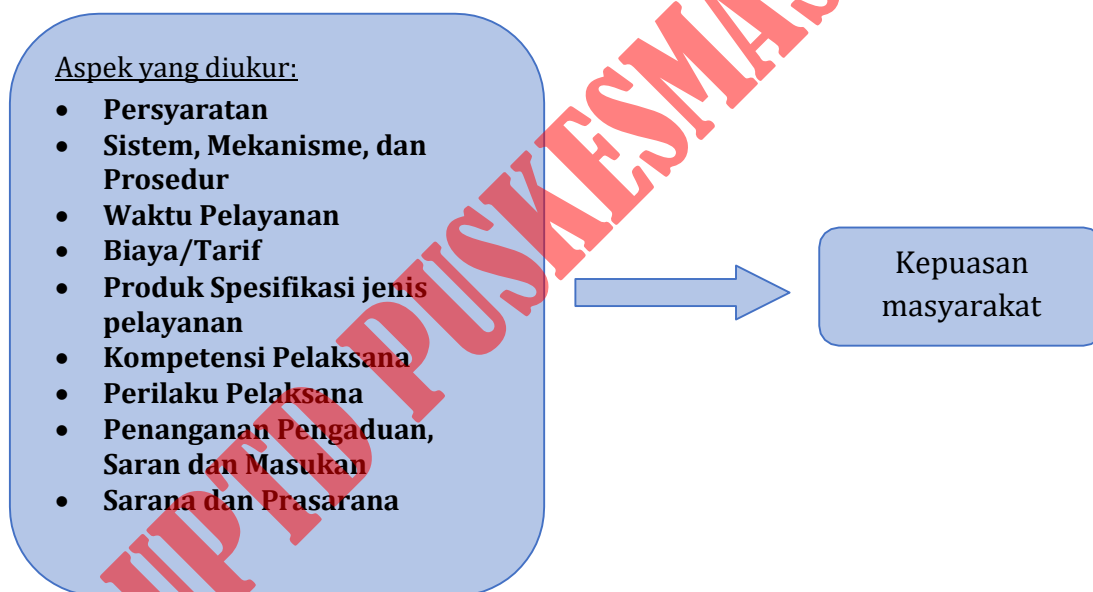 Aspek yang diukur:
• Persyaratan
• Sistem, Mekanisme, dan
Prosedur
• Waktu Pelayanan
• Biaya/Tarif
• Produk Spesifikasi jenis
pelayanan
• Kompetensi Pelaksana
• Perilaku Pelaksana
• Penanganan Pengaduan,
Saran dan Masukan
• Sarana dan Prasarana
Kepuasan
masyarakat
UPTD PUSKESMAS